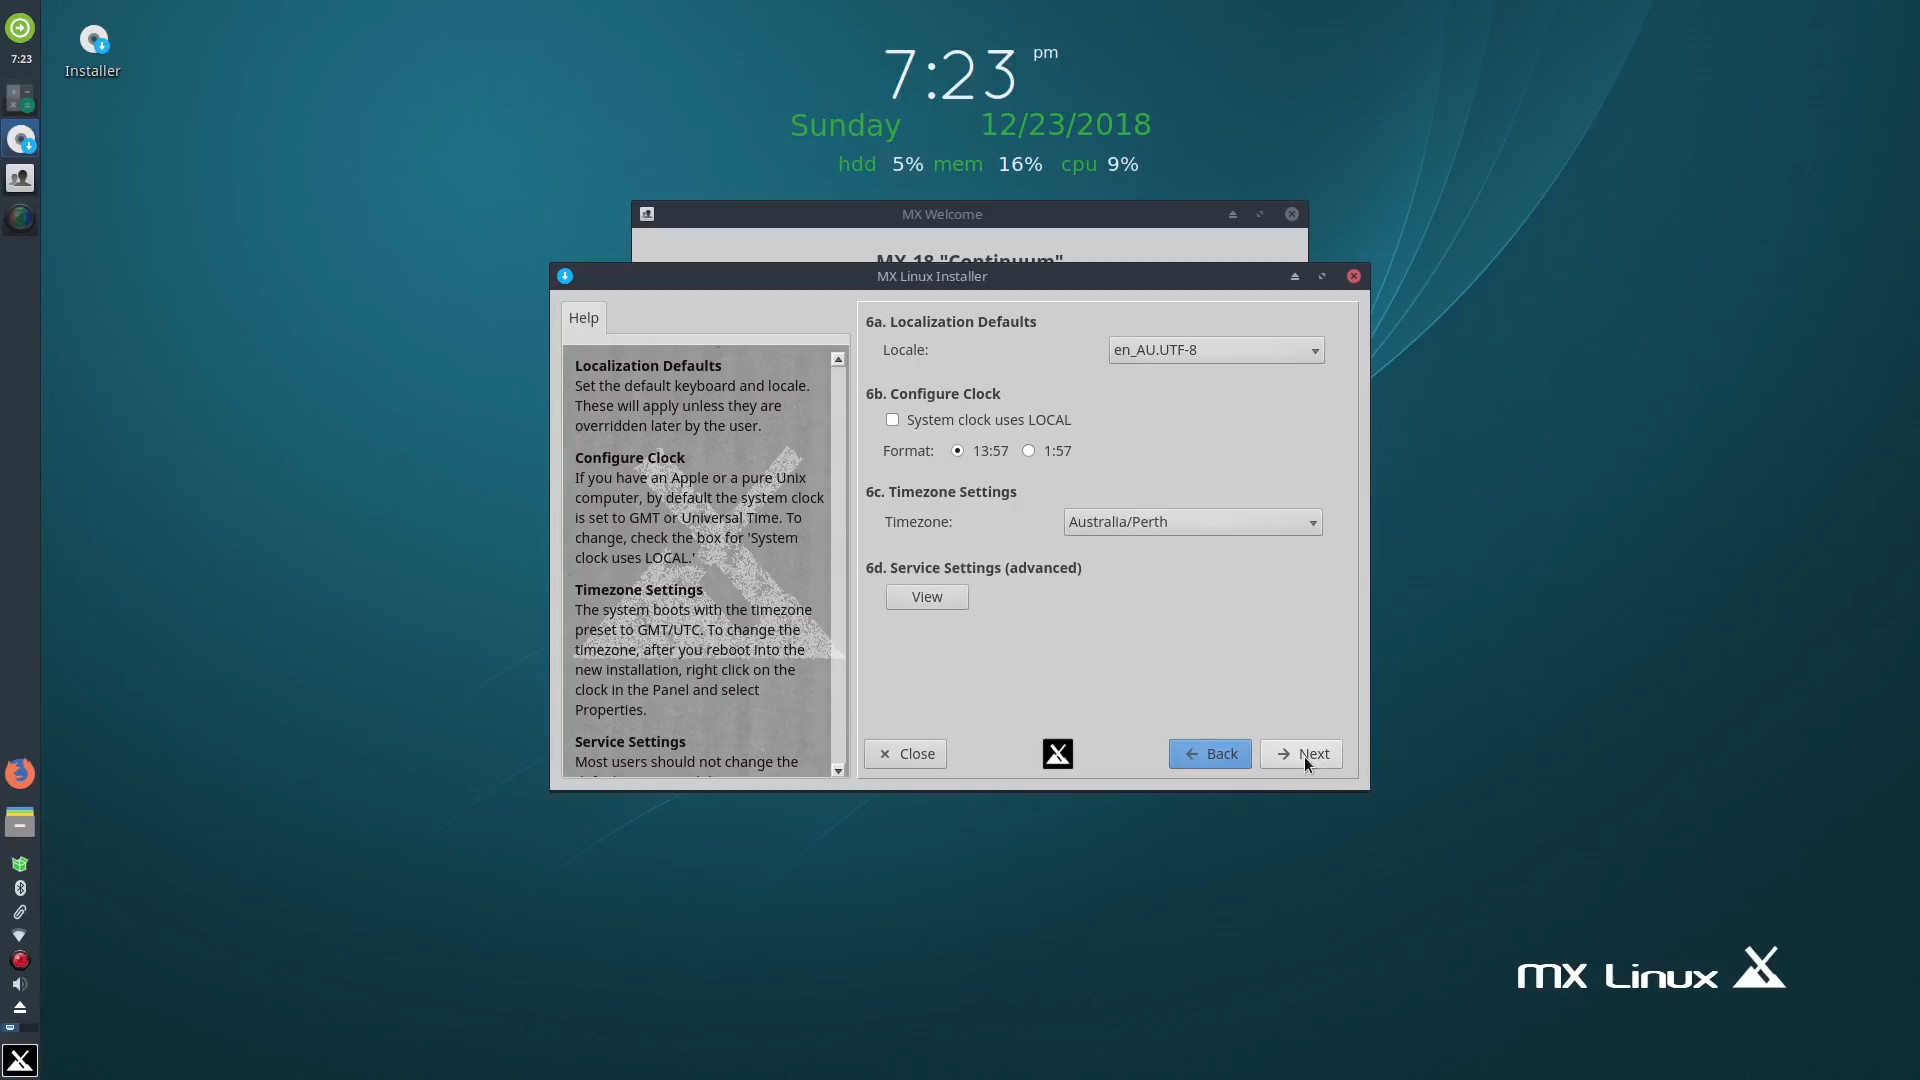 7:23
Installer
7:23 pm
Sunday 12/23/2018
hdd 5% mem 16% cpu 9%
MX Welcome
MX-18 "Continuum"
MX Linux Installer
Help
Localization Defaults
Set the default keyboard and locale.
These will apply unless they are
overridden later by the user.
Configure Clock
If you have an Apple or a pure Unix
computer, by default the system clock
is set to GMT or Universal Time. To
change, check the box for 'System
clock uses LOCAL.'
Timezone Settings
The system boots with the timezone
preset to GMT/UTC. To change the
timezone, after you reboot into the
new installation, right click on the
clock in the Panel and select
Properties.
Service Settings
Most users should not change the
6a. Localization Defaults
Locale: en_AU.UTF-8
6b. Configure Clock
System clock uses LOCAL
Format: 13:57 1:57
6c. Timezone Settings
Timezone: Australia/Perth
6d. Service Settings (advanced)
View
Close
Back
Next
mx Linux